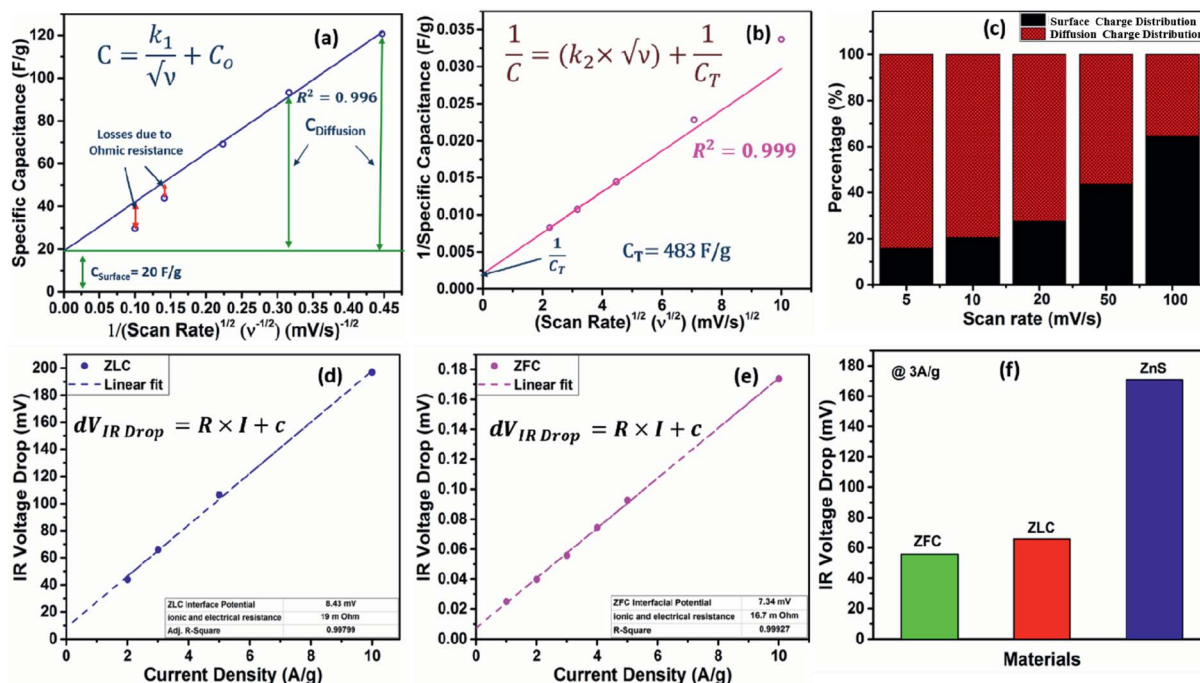 (a)
C = k₁/√ν + Cₒ
R² = 0.996
Losses due to
Ohmic resistance
C_Diffusion
C_Surface = 20 F/g
Specific Capacitance (F/g)
0
20
40
60
80
100
120
0.00 0.05 0.10 0.15 0.20 0.25 0.30 0.35 0.40 0.45
1/(Scan Rate)^1/2 (ν^-1/2) (mV/s)^-1/2
(b)
1/C = (k₂ × √ν) + 1/C_T
R² = 0.999
1/C_T
C_T = 483 F/g
1/Specific Capacitance (F/g)
0.000
0.005
0.010
0.015
0.020
0.025
0.030
0.035
0 2 4 6 8 10
(Scan Rate)^1/2 (ν^1/2) (mV/s)^1/2
(c)
Surface Charge Distribution
Diffusion Charge Distribution
Percentage (%)
0
20
40
60
80
100
5 10 20 50 100
Scan rate (mV/s)
(d)
ZLC
Linear fit
dV_IR Drop = R × I + c
IR Voltage Drop (mV)
0
20
40
60
80
100
120
140
160
180
200
ZLC Interface Potential 8.43 mV
ionic and electrical resistance 19 m Ohm
Adj. R-Square 0.99799
0 2 4 6 8 10
Current Density (A/g)
(e)
ZFC
Linear fit
dV_IR Drop = R × I + c
IR Voltage Drop (mV)
0.00
0.02
0.04
0.06
0.08
0.10
0.12
0.14
0.16
0.18
ZFC Interfacial Potential 7.34 mV
ionic and electrical resistance 16.7 m Ohm
R-Square 0.99927
0 2 4 6 8 10
Current Density (A/g)
(f)
@ 3A/g
ZFC
ZLC
ZnS
IR Voltage Drop (mV)
0
20
40
60
80
100
120
140
160
180
Materials